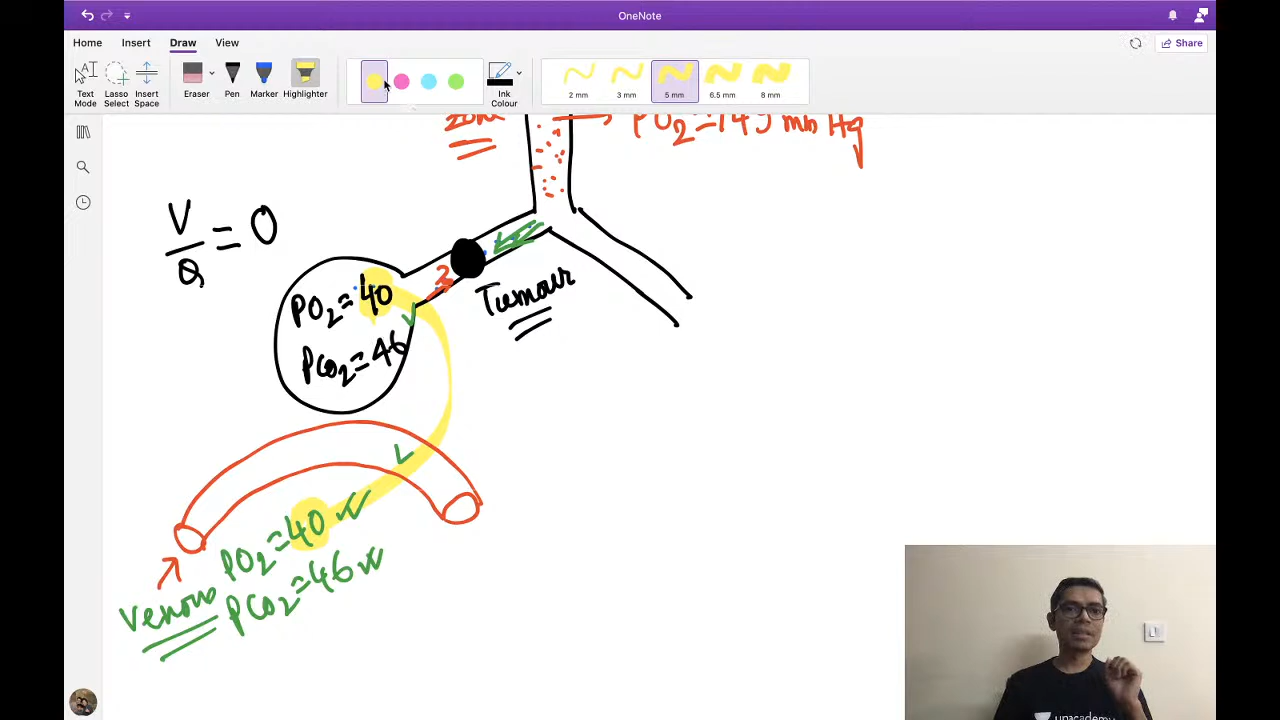 OneNote
Home Insert Draw View
Share
Text Mode
Lasso Select
Insert Space
Eraser
Pen
Marker
Highlighter
Ink Colour
2 mm
3 mm
5 mm
6.5 mm
8 mm
zone
PO2=149 mm Hg
V/Q = 0
PO2=40
PCO2=46
Tumour
PO2=40
PCO2=46
Venous
unacademy